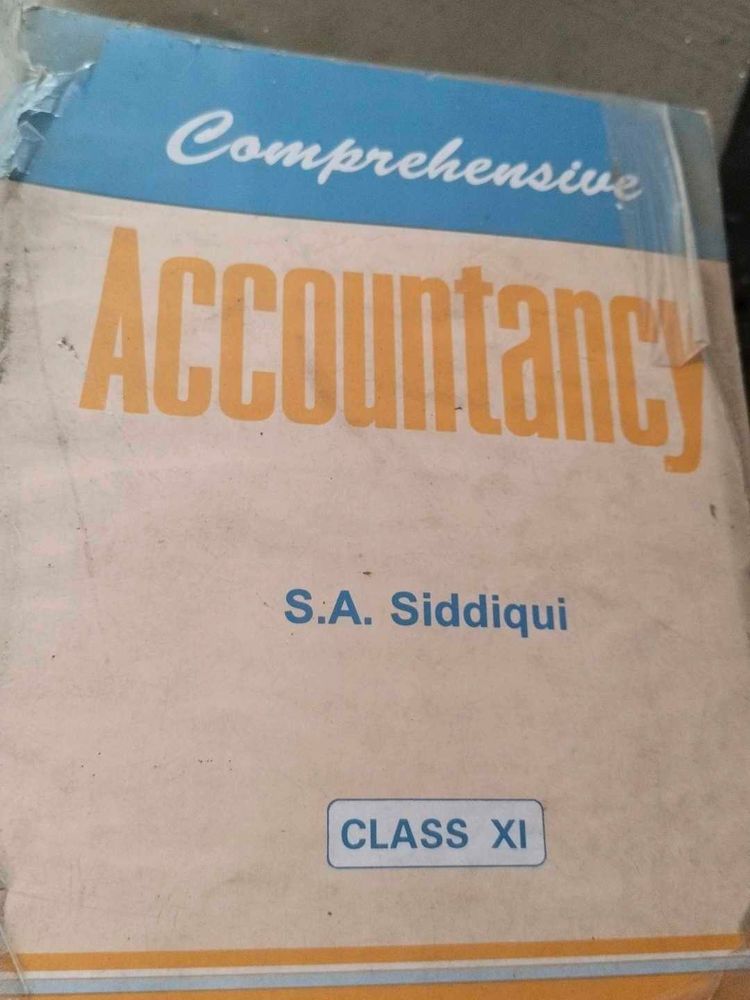 Comprehensive
Accountancy
S.A. Siddiqui
CLASS XI